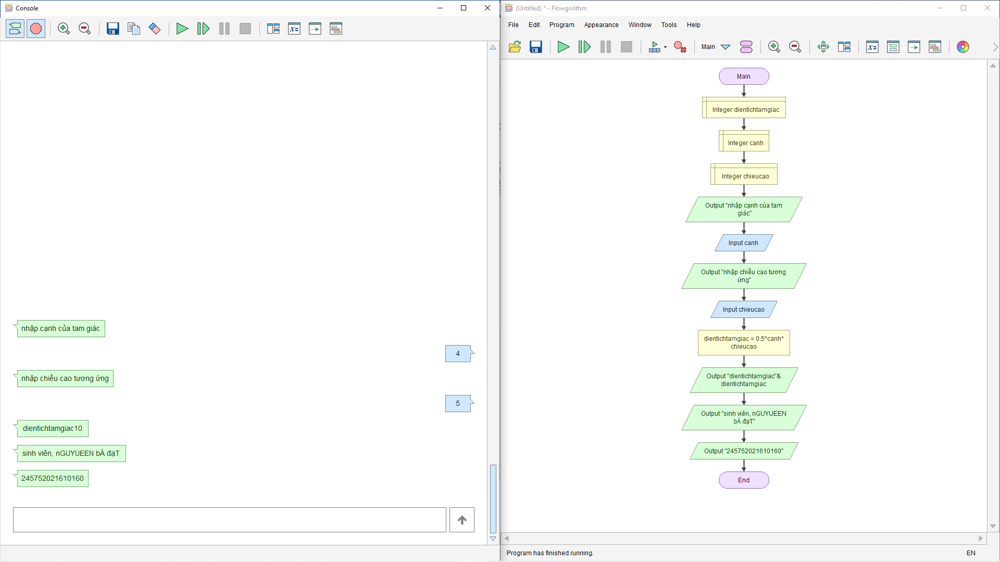 Console
nhập cạnh của tam giác
4
nhập chiều cao tương ứng
5
dientichtamgiac10
sinh viên, nGUYUEEN bÁ đạT
245752021610160
(Untitled) * - Flowgorithm
File Edit Program Appearance Window Tools Help
Main
Main
Integer dientichtamgiac
Integer canh
Integer chieucao
Output "nhập cạnh của tam
giác"
Input canh
Output "nhập chiều cao tương
ứng"
Input chieucao
dientichtamgiac = 0.5*canh*
chieucao
Output "dientichtamgiac"&
dientichtamgiac
Output "sinh viên, nGUYUEEN
bÁ đạT"
Output "245752021610160"
End
Program has finished running.
EN